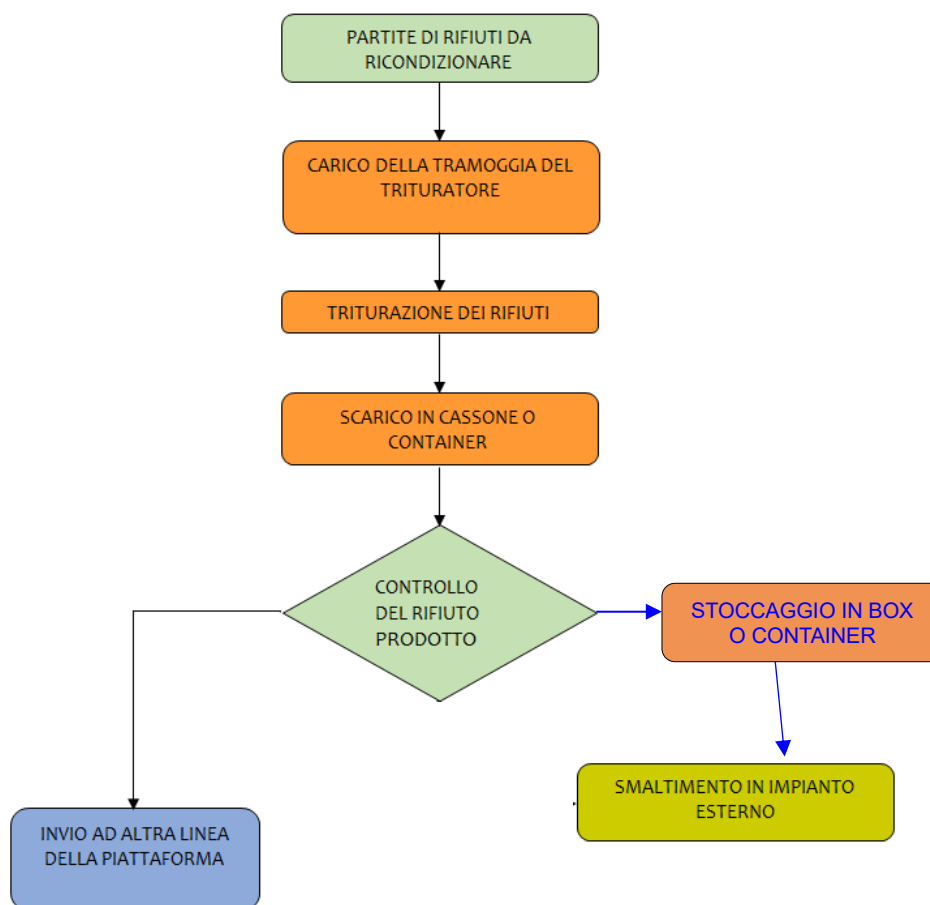 PARTITE DI RIFIUTI DA
RICONDIZIONARE
CARICO DELLA TRAMOGGIA DEL
TRITURATORE
TRITURAZIONE DEI RIFIUTI
SCARICO IN CASSONE O
CONTAINER
CONTROLLO
DEL RIFIUTO
PRODOTTO
STOCCAGGIO IN BOX
O CONTAINER
SMALTIMENTO IN IMPIANTO
ESTERNO
INVIO AD ALTRA LINEA
DELLA PIATTAFORMA